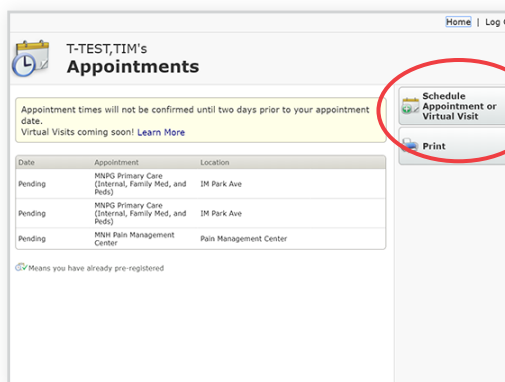 Home | Log
T-TEST,TIM's
Appointments
Appointment times will not be confirmed until two days prior to your appointment
date.
Virtual Visits coming soon! Learn More
Schedule
Appointment or
Virtual Visit
Print
Date Appointment Location
Pending MNPG Primary Care (Internal, Family Med, and Peds) IM Park Ave
Pending MNPG Primary Care (Internal, Family Med, and Peds) IM Park Ave
Pending MNH Pain Management Center Pain Management Center
Means you have already pre-registered